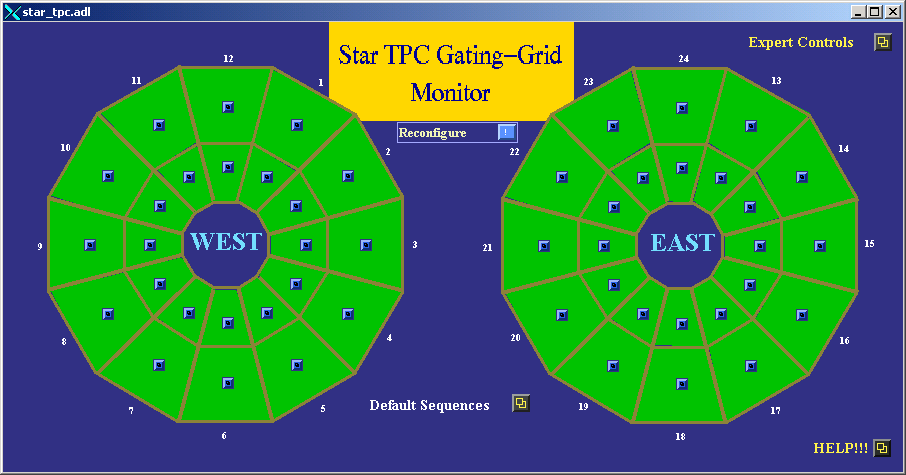 star_tpc.adl
Star TPC Gating-Grid
Monitor
Expert Controls
Reconfigure
!
12
1
2
3
4
5
6
7
8
9
10
11
WEST
24
13
14
15
16
17
18
19
20
21
22
23
EAST
Default Sequences
HELP!!!